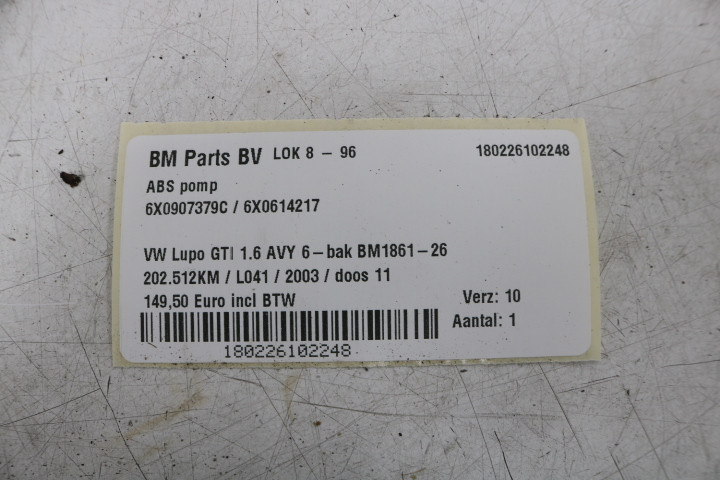 BM Parts BV LOK 8 - 96 180226102248
ABS pomp
6X0907379C / 6X0614217
VW Lupo GTI 1.6 AVY 6-bak BM1861-26
202.512KM / L041 / 2003 / doos 11
149,50 Euro incl BTW Verz: 10
Aantal: 1
180226102248